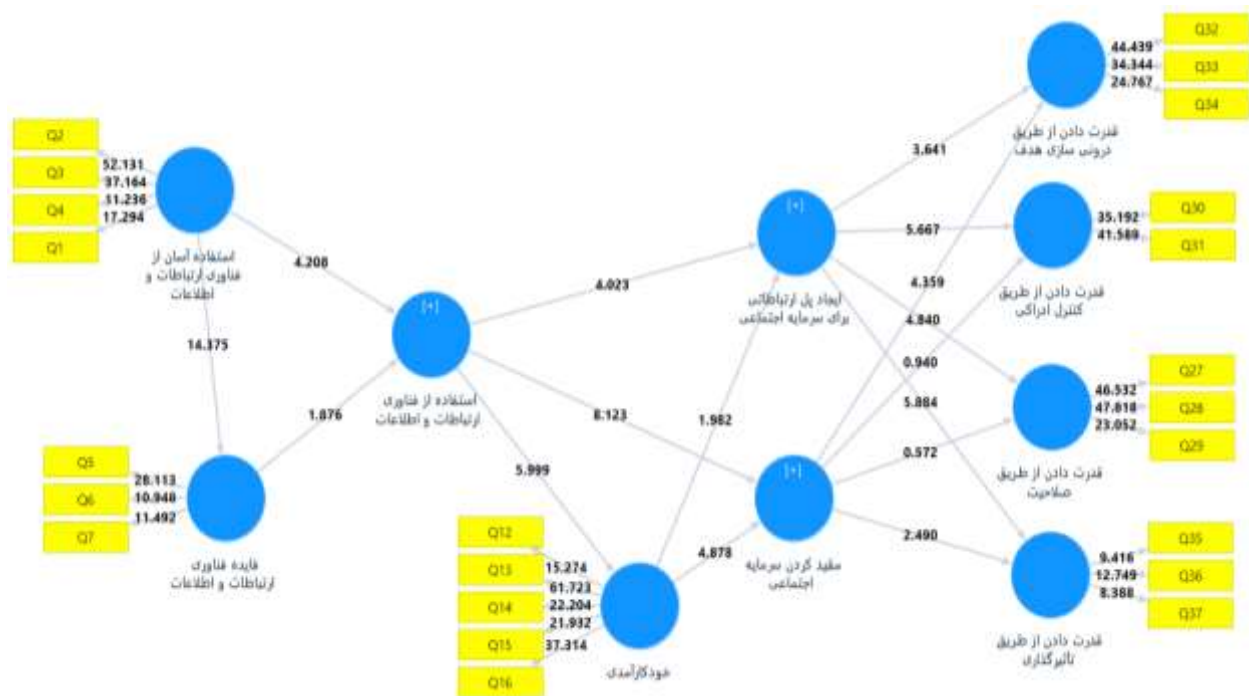 Q2
Q3
Q4
Q1
52.131
37.164
11.236
17.294
استفاده آسان از
فناوری ارتباطات و
اطلاعات
4.208
14.375
Q5
Q6
Q7
28.113
10.948
11.492
فایده فناوری
ارتباطات و اطلاعات
1.876
[+]
استفاده از فناوری
ارتباطات و اطلاعات
4.023
8.123
5.999
Q12
Q13
Q14
Q15
Q16
15.274
61.723
22.204
21.932
37.314
خودکارآمدی
1.982
4.878
[+]
ایجاد پل ارتباطاتی
برای سرمایه اجتماعی
[+]
مقید کردن سرمایه
اجتماعی
3.641
5.667
4.359
4.840
0.940
5.884
0.572
2.490
44.439
34.344
24.767
Q32
Q33
Q34
قدرت دادن از طریق
درونی سازی هدف
35.192
41.589
Q30
Q31
قدرت دادن از طریق
کنترل ادراکی
46.532
47.818
23.052
Q27
Q28
Q29
قدرت دادن از طریق
صلاحیت
9.416
12.749
8.388
Q35
Q36
Q37
قدرت دادن از طریق
تأثیرگذاری